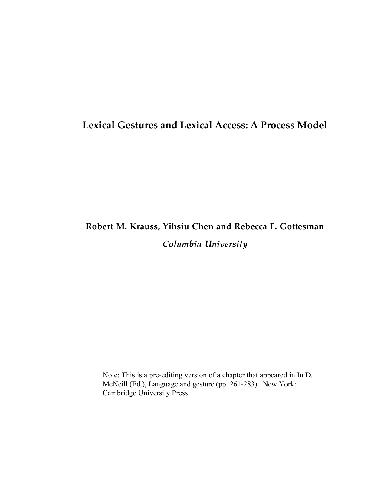 Lexical Gestures and Lexical Access: A Process Model
Robert M. Krauss, Yihsiu Chen and Rebecca F. Gottesman
Columbia University
Note: This is a pre-editing version of a chapter that appeared in In D.
McNeill (Ed.), Language and gesture (pp. 261-283). New York:
Cambridge University Press.